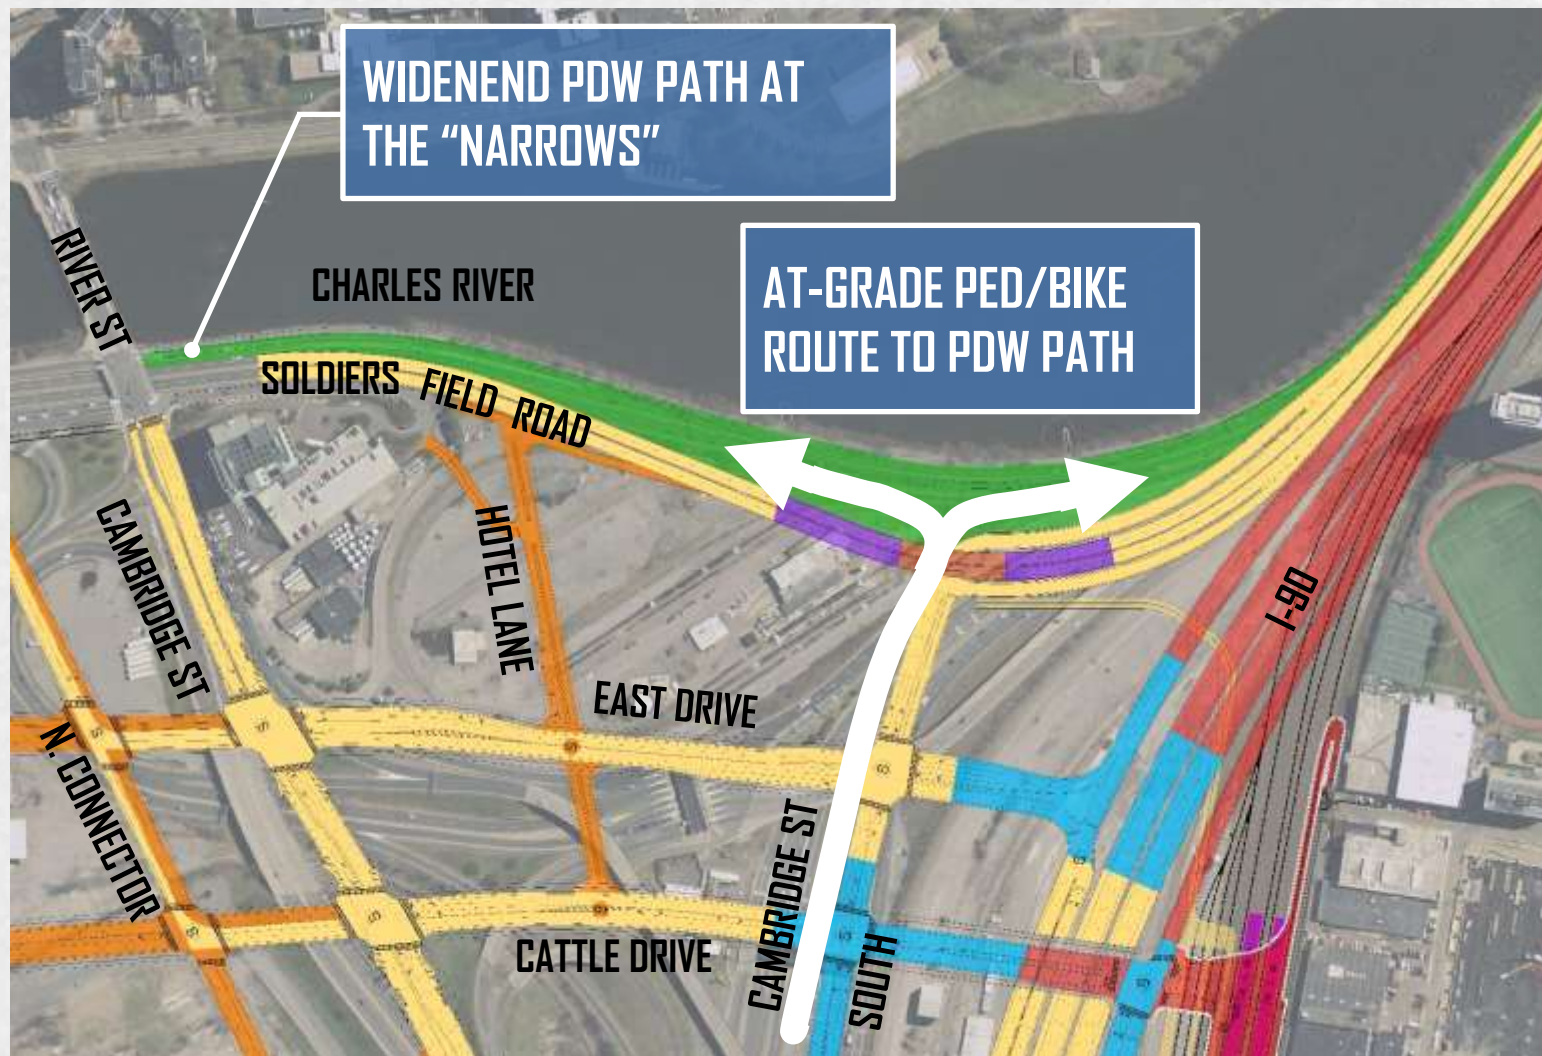 WIDENEND PDW PATH AT
THE “NARROWS”
RIVER ST
CHARLES RIVER
AT-GRADE PED/BIKE
ROUTE TO PDW PATH
SOLDIERS FIELD ROAD
CAMBRIDGE ST
HOTEL LANE
I-90
EAST DRIVE
N. CONNECTOR
CAMBRIDGE ST
SOUTH
CATTLE DRIVE
S
S
S
S
S
S
S